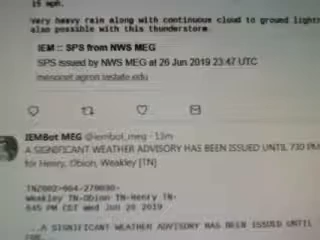 15 mph.
Very heavy rain along with continuous cloud to ground lightn
also possible with this thunderstorm.
IEM :: SPS from NWS MEG
SPS issued by NWS MEG at 26 Jun 2019 23:47 UTC
mesonet.agron.iastate.edu
IEMBot MEG @iembot_meg · 13m
A SIGNIFICANT WEATHER ADVISORY HAS BEEN ISSUED UNTIL 730 PM
for Henry, Obion, Weakley [TN]
TNZ002-004-270030-
Weakley TN-Obion TN-Henry TN-
645 PM CDT Wed Jun 26 2019
...A SIGNIFICANT WEATHER ADVISORY HAS BEEN ISSUED UNTIL